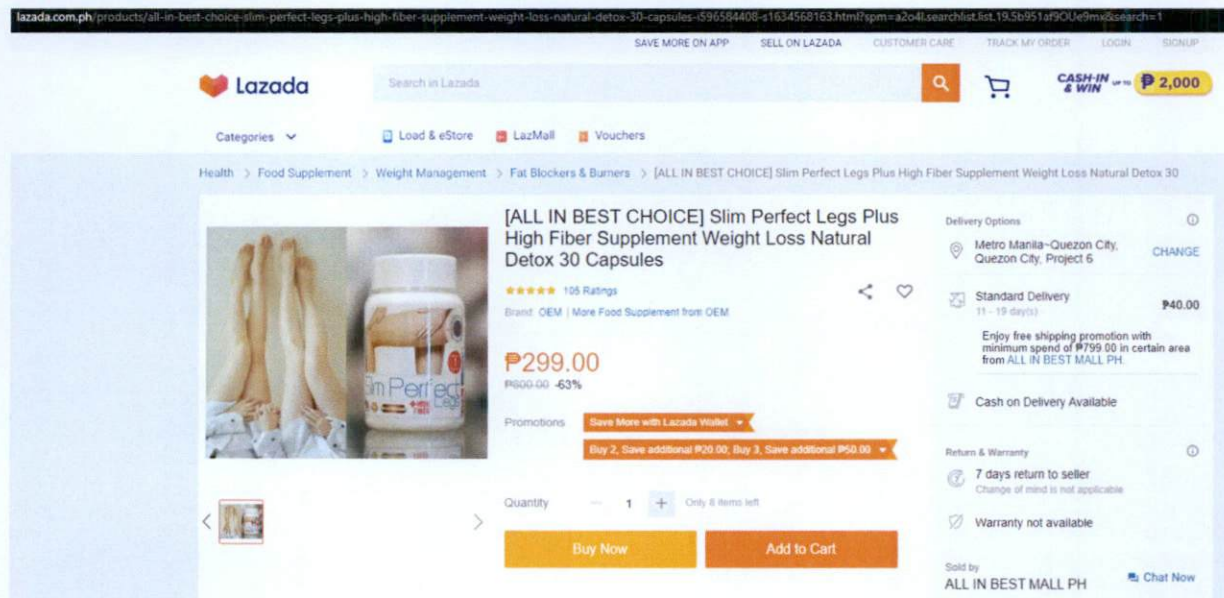 lazada.com.ph/products/all-in-best-choice-slim-perfect-legs-plus-high-fiber-supplement-weight-loss-natural-detox-30-capsules-i596584408-s1634568163.html?spm=a2o4l.searchlist.list.19.5b951af9OUe9mx&search=1
SAVE MORE ON APP SELL ON LAZADA CUSTOMER CARE TRACK MY ORDER LOGIN SIGNUP
Lazada
Search in Lazada
CASH-IN & WIN UP TO ₱ 2,000
Categories Load & eStore LazMall Vouchers
Health > Food Supplement > Weight Management > Fat Blockers & Burners > [ALL IN BEST CHOICE] Slim Perfect Legs Plus High Fiber Supplement Weight Loss Natural Detox 30
[ALL IN BEST CHOICE] Slim Perfect Legs Plus
High Fiber Supplement Weight Loss Natural
Detox 30 Capsules
105 Ratings
Brand: OEM | More Food Supplement from OEM
₱299.00
₱800.00 -63%
Promotions
Save More with Lazada Wallet
Buy 2, Save additional ₱20.00; Buy 3, Save additional ₱50.00
Quantity − 1 + Only 8 items left
Buy Now Add to Cart
Slim Perfect
Legs
Delivery Options
Metro Manila~Quezon City,
Quezon City, Project 6
CHANGE
Standard Delivery ₱40.00
11 - 19 day(s)
Enjoy free shipping promotion with
minimum spend of ₱799.00 in certain area
from ALL IN BEST MALL PH.
Cash on Delivery Available
Return & Warranty
7 days return to seller
Change of mind is not applicable
Warranty not available
Sold by
ALL IN BEST MALL PH
Chat Now